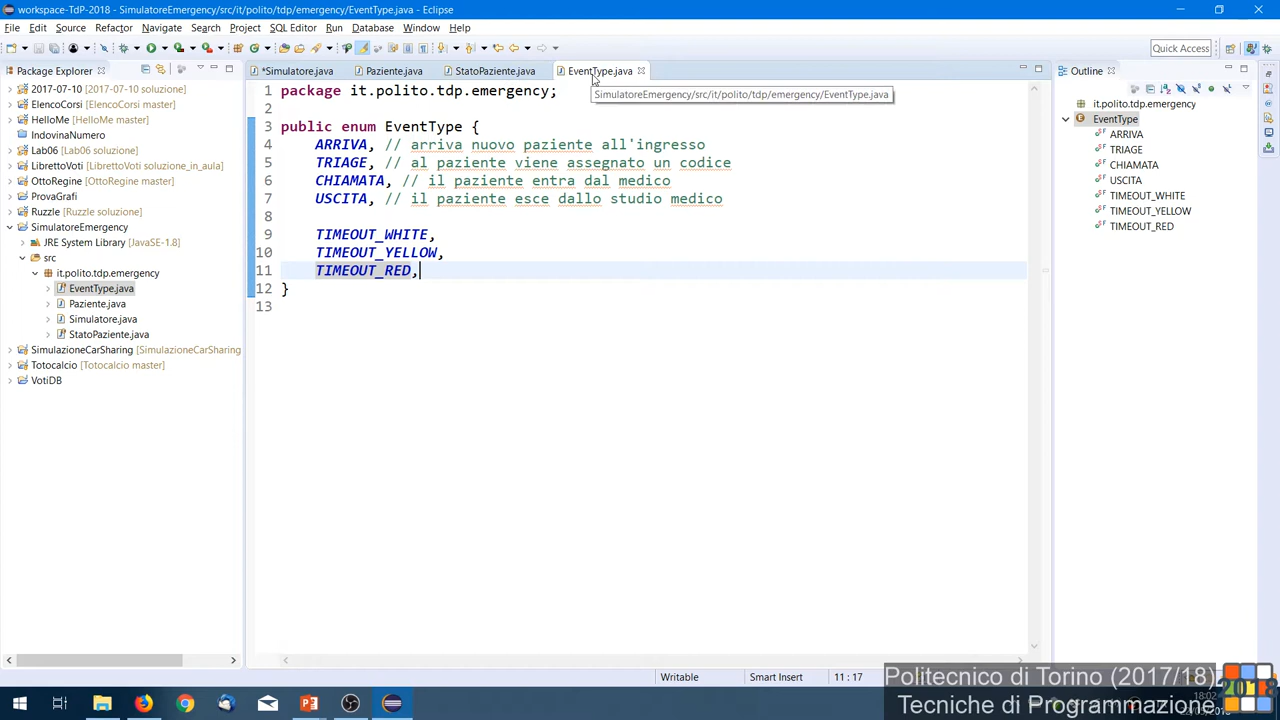 workspace-TdP-2018 - SimulatoreEmergency/src/it/polito/tdp/emergency/EventType.java - Eclipse
File Edit Source Refactor Navigate Search Project SQL Editor Run Database Window Help
Quick Access
Package Explorer
*Simulatore.java
Paziente.java
StatoPaziente.java
EventType.java
Outline
SimulatoreEmergency/src/it/polito/tdp/emergency/EventType.java
2017-07-10 [2017-07-10 soluzione]
ElencoCorsi [ElencoCorsi master]
HelloMe [HelloMe master]
IndovinaNumero
Lab06 [Lab06 soluzione]
LibrettoVoti [LibrettoVoti soluzione_in_aula]
OttoRegine [OttoRegine master]
ProvaGrafi
Ruzzle [Ruzzle soluzione]
SimulatoreEmergency
JRE System Library [JavaSE-1.8]
src
it.polito.tdp.emergency
EventType.java
Paziente.java
Simulatore.java
StatoPaziente.java
SimulazioneCarSharing [SimulazioneCarSharing
Totocalcio [Totocalcio master]
VotiDB
1 package it.polito.tdp.emergency;
2
3 public enum EventType {
4 ARRIVA, // arriva nuovo paziente all'ingresso
5 TRIAGE, // al paziente viene assegnato un codice
6 CHIAMATA, // il paziente entra dal medico
7 USCITA, // il paziente esce dallo studio medico
8
9 TIMEOUT_WHITE,
10 TIMEOUT_YELLOW,
11 TIMEOUT_RED,
12 }
13
it.polito.tdp.emergency
EventType
ARRIVA
TRIAGE
CHIAMATA
USCITA
TIMEOUT_WHITE
TIMEOUT_YELLOW
TIMEOUT_RED
Writable
Smart Insert
11 : 17
Politecnico di Torino (2017/18)
Tecniche di Programmazione
18:02
2018